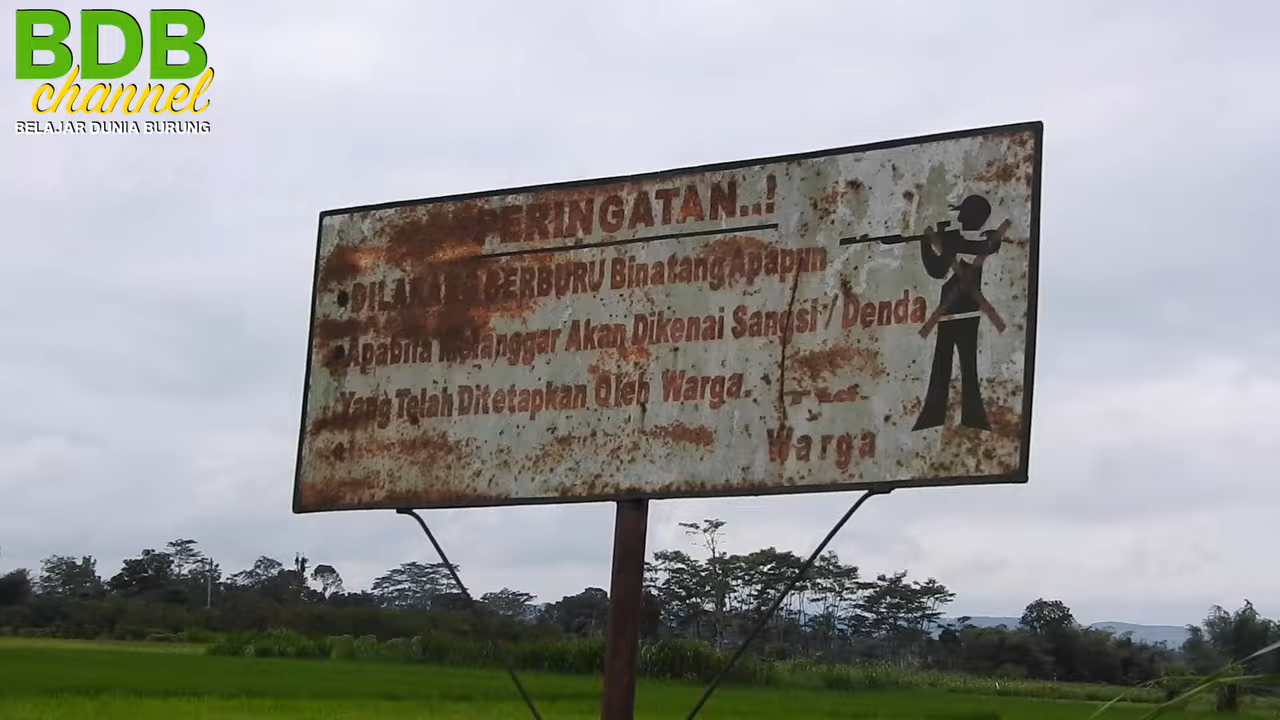 BDB
channel
BELAJAR DUNIA BURUNG
PERINGATAN..!
DILARANG BERBURU Binatang Apapun
Apabila Melanggar Akan Dikenai Sangsi / Denda
Yang Telah Ditetapkan Oleh Warga
Warga